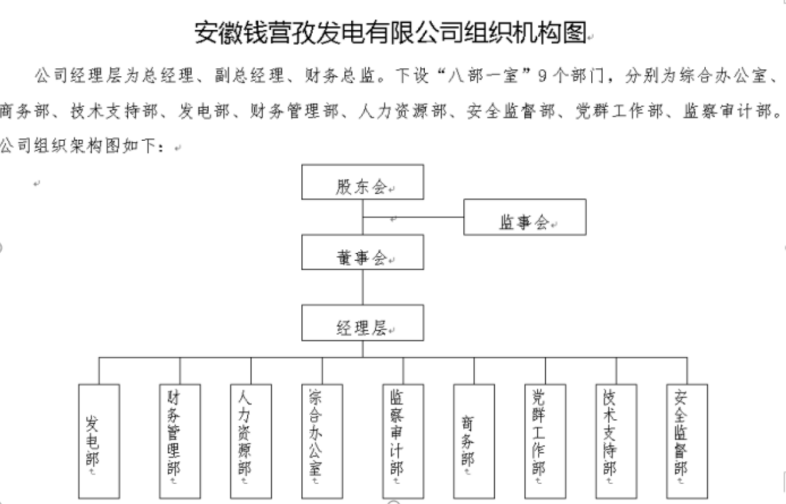 安徽钱营孜发电有限公司组织机构图
公司经理层为总经理、副总经理、财务总监。下设“八部一室”9个部门，分别为综合办公室、
商务部、技术支持部、发电部、财务管理部、人力资源部、安全监督部、党群工作部、监察审计部。
公司组织架构图如下：
股东会
监事会
董事会
经理层
发电部
财务管理部
人力资源部
综合办公室
监察审计部
商务部
党群工作部
技术支持部
安全监督部